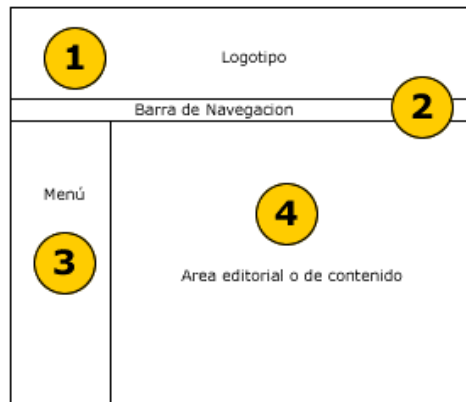 1
Logotipo
Barra de Navegacion
2
Menú
3
4
Area editorial o de contenido